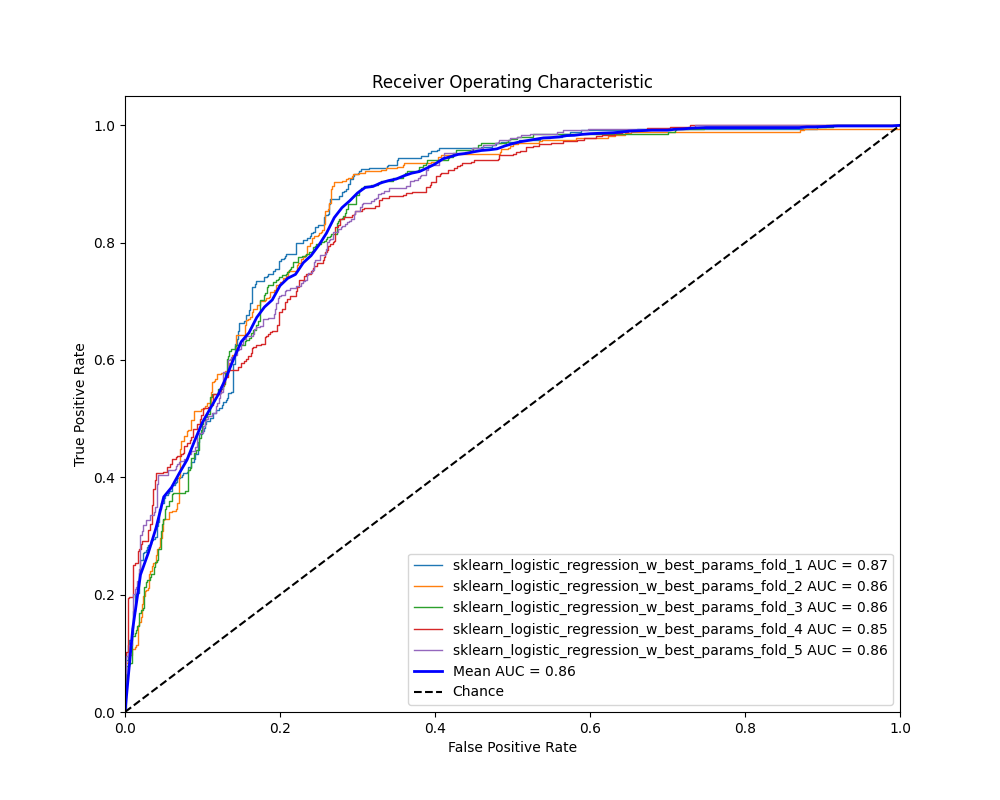 Receiver Operating Characteristic
1.0
0.8
0.6
0.4
0.2
0.0
True Positive Rate
sklearn_logistic_regression_w_best_params_fold_1 AUC = 0.87
sklearn_logistic_regression_w_best_params_fold_2 AUC = 0.86
sklearn_logistic_regression_w_best_params_fold_3 AUC = 0.86
sklearn_logistic_regression_w_best_params_fold_4 AUC = 0.85
sklearn_logistic_regression_w_best_params_fold_5 AUC = 0.86
Mean AUC = 0.86
Chance
0.0 0.2 0.4 0.6 0.8 1.0
False Positive Rate